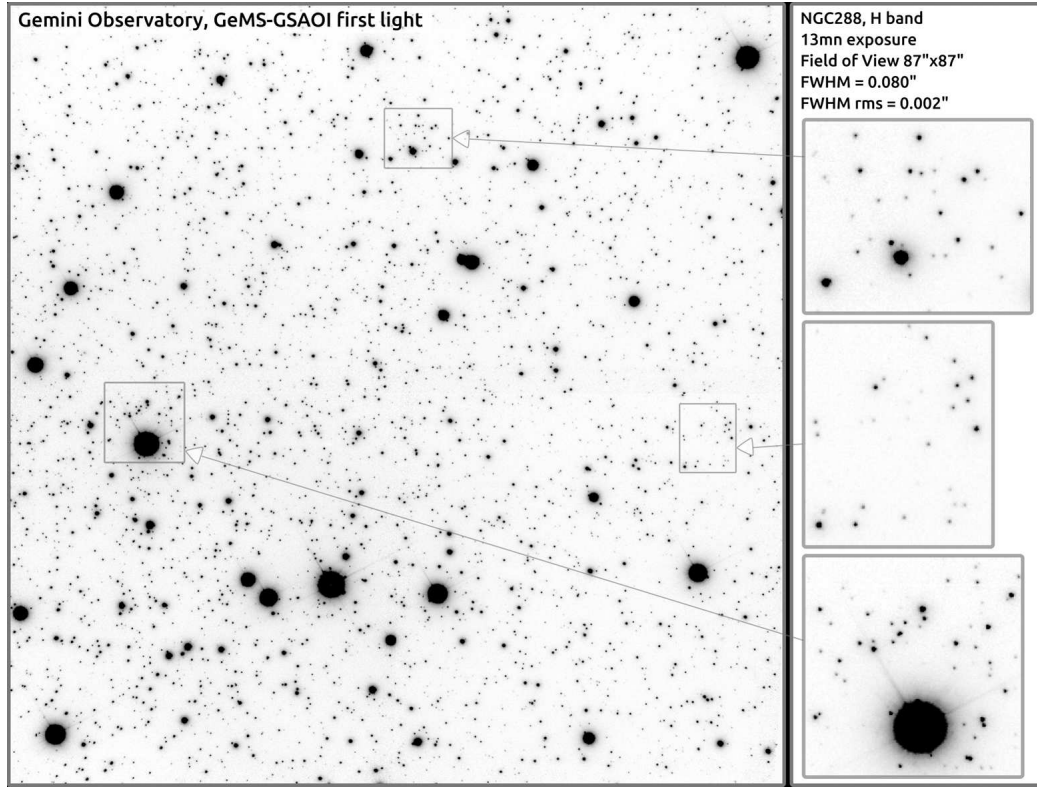 Gemini Observatory, GeMS-GSAOI first light
NGC288, H band
13mn exposure
Field of View 87"x87"
FWHM = 0.080"
FWHM rms = 0.002"